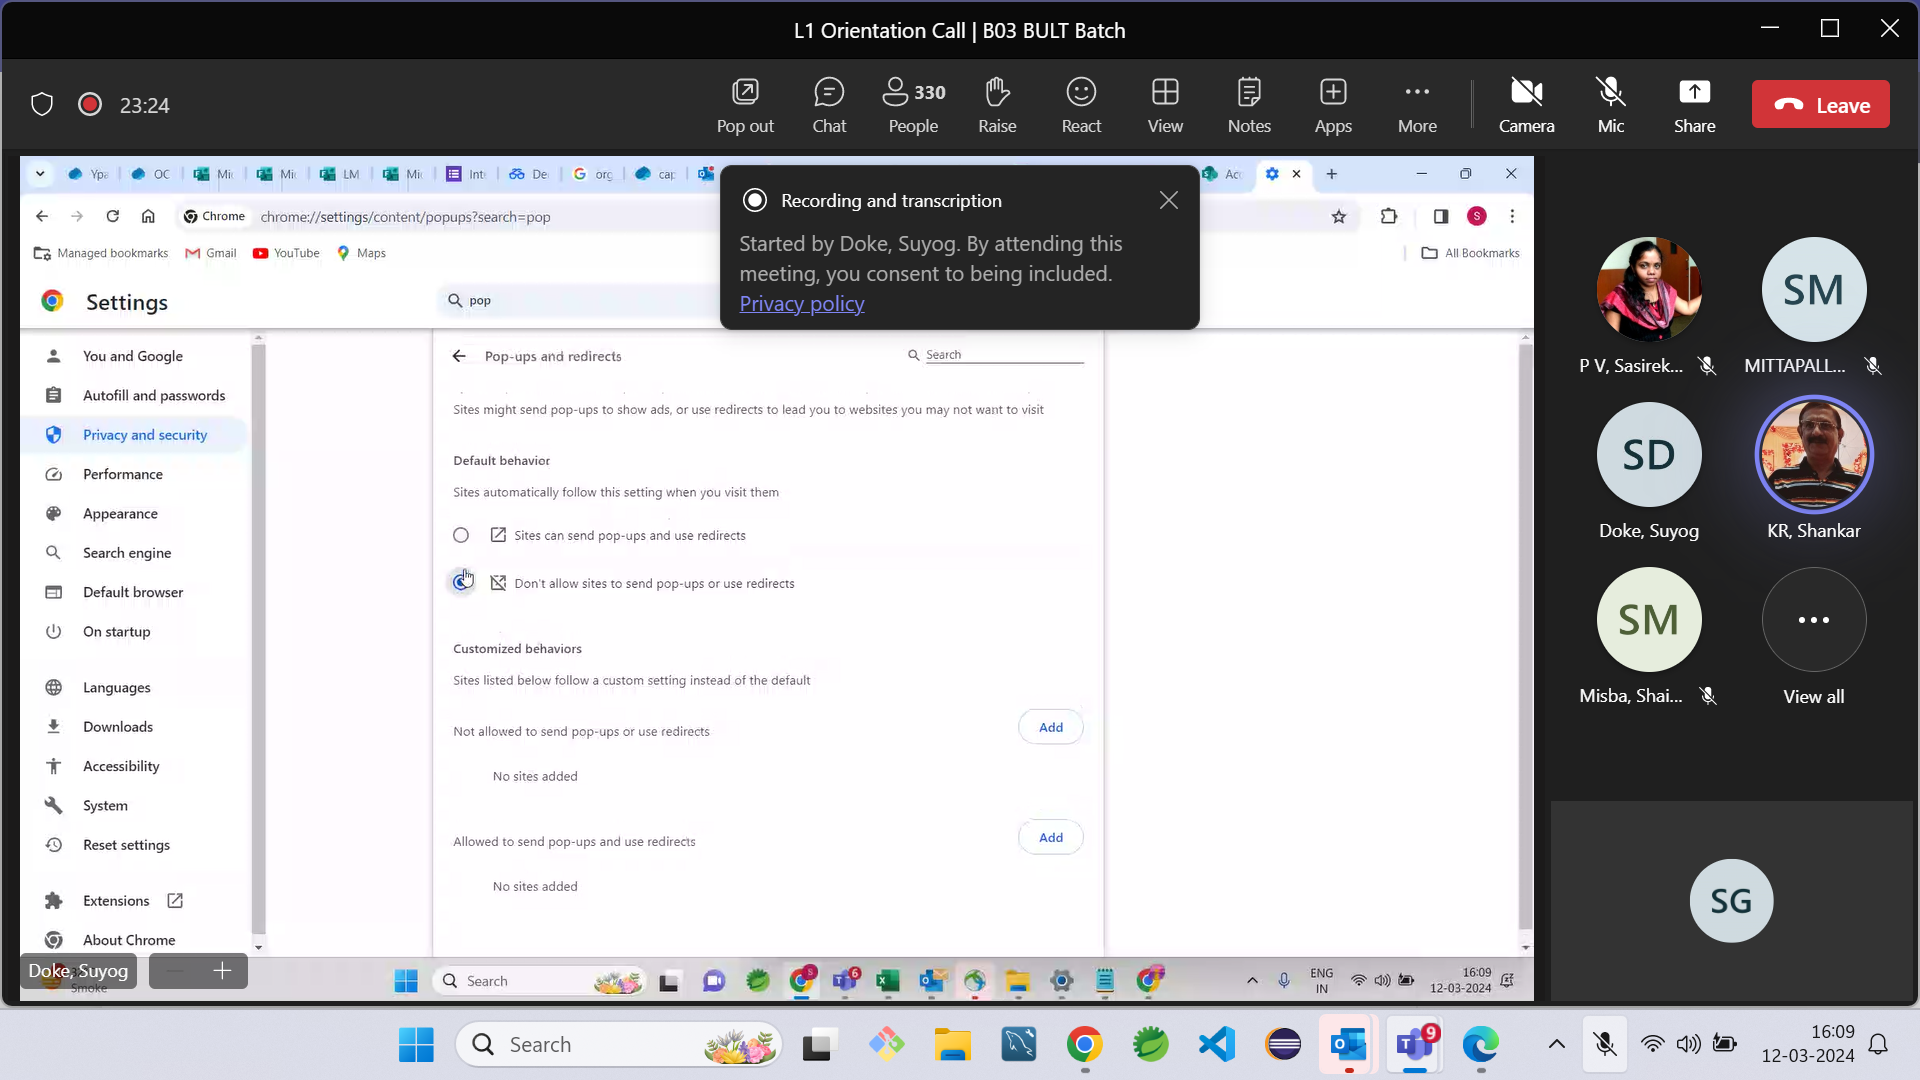 L1 Orientation Call | B03 BULT Batch
23:24
Pop out
Chat
330
People
Raise
React
View
Notes
Apps
More
Camera
Mic
Share
Leave
Ypa
OC
Mic
Mic
LM
Mic
Int
De
org
cap
Acc
Chrome
chrome://settings/content/popups?search=pop
S
Managed bookmarks
Gmail
YouTube
Maps
All Bookmarks
Recording and transcription
Started by Doke, Suyog. By attending this
meeting, you consent to being included.
Privacy policy
Settings
pop
You and Google
Autofill and passwords
Privacy and security
Performance
Appearance
Search engine
Default browser
On startup
Languages
Downloads
Accessibility
System
Reset settings
Extensions
About Chrome
Pop-ups and redirects
Search
Sites might send pop-ups to show ads, or use redirects to lead you to websites you may not want to visit
Default behavior
Sites automatically follow this setting when you visit them
Sites can send pop-ups and use redirects
Don't allow sites to send pop-ups or use redirects
Customized behaviors
Sites listed below follow a custom setting instead of the default
Not allowed to send pop-ups or use redirects
Add
No sites added
Allowed to send pop-ups and use redirects
Add
No sites added
P V, Sasirek...
SM
MITTAPALL...
SD
Doke, Suyog
KR, Shankar
SM
Misba, Shai...
View all
SG
Doke, Suyog
Smoke
Search
6
ENG
IN
16:09
12-03-2024
Search
9
16:09
12-03-2024